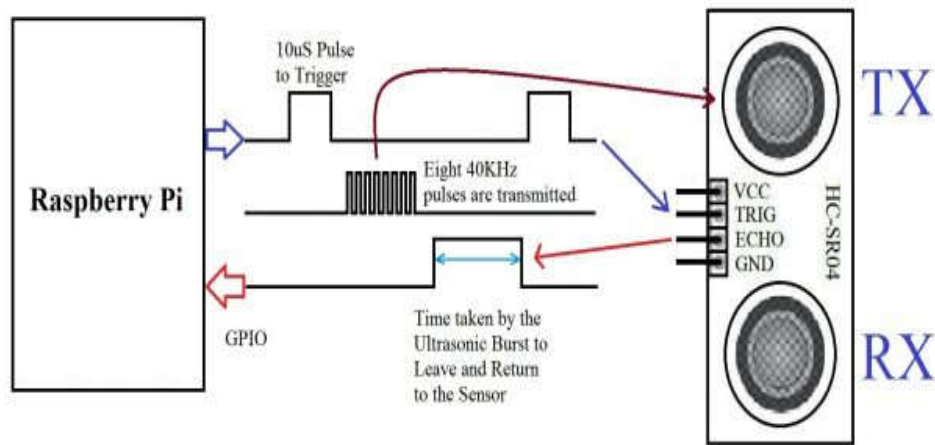 10uS Pulse
to Trigger
TX
Raspberry Pi
Eight 40KHz
pulses are transmitted
VCC
TRIG
ECHO
GND
HC-SR04
GPIO
Time taken by the
Ultrasonic Burst to
Leave and Return
to the Sensor
RX